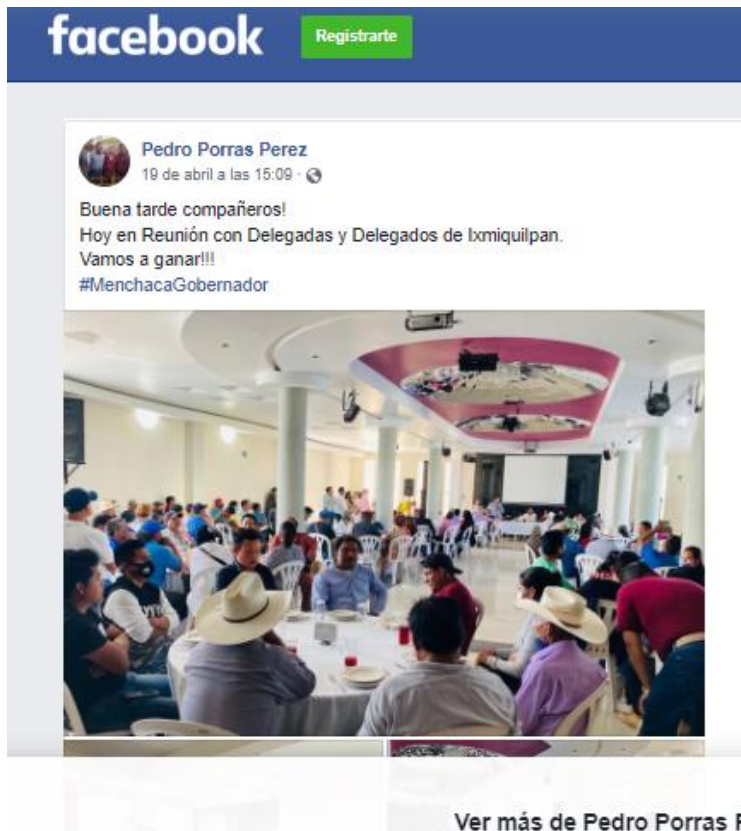 facebook
Registrarte
Pedro Porras Perez
19 de abril a las 15:09 ·
Buena tarde compañeros!
Hoy en Reunión con Delegadas y Delegados de Ixmiquilpan.
Vamos a ganar!!!
#MenchacaGobernador
Ver más de Pedro Porras